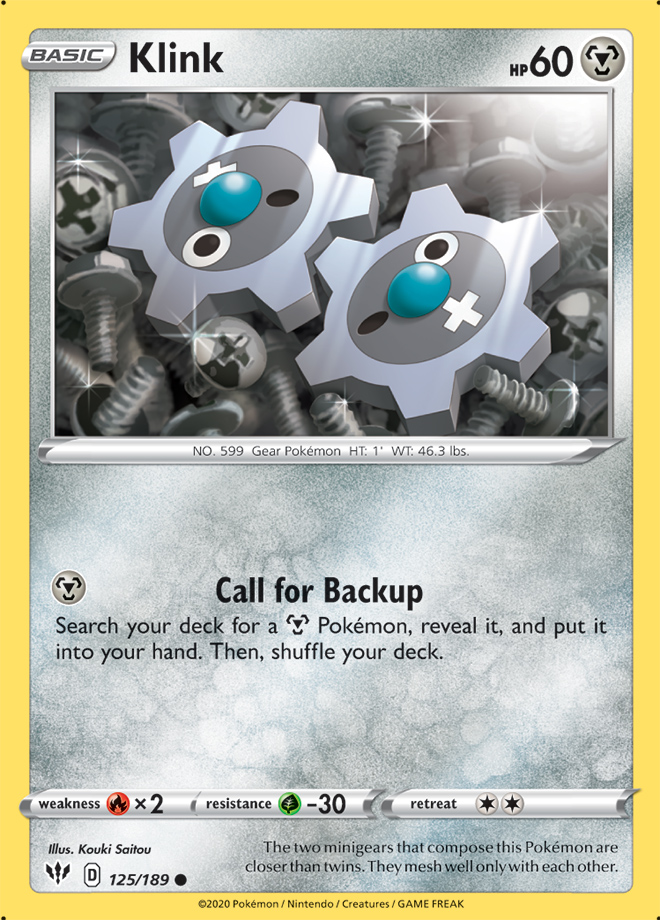 BASIC Klink HP60
NO. 599 Gear Pokémon HT: 1' WT: 46.3 lbs.
Call for Backup
Search your deck for a Pokémon, reveal it, and put it
into your hand. Then, shuffle your deck.
weakness ×2 resistance -30 retreat
Illus. Kouki Saitou
The two minigears that compose this Pokémon are
closer than twins. They mesh well only with each other.
D 125/189
©2020 Pokémon / Nintendo / Creatures / GAME FREAK